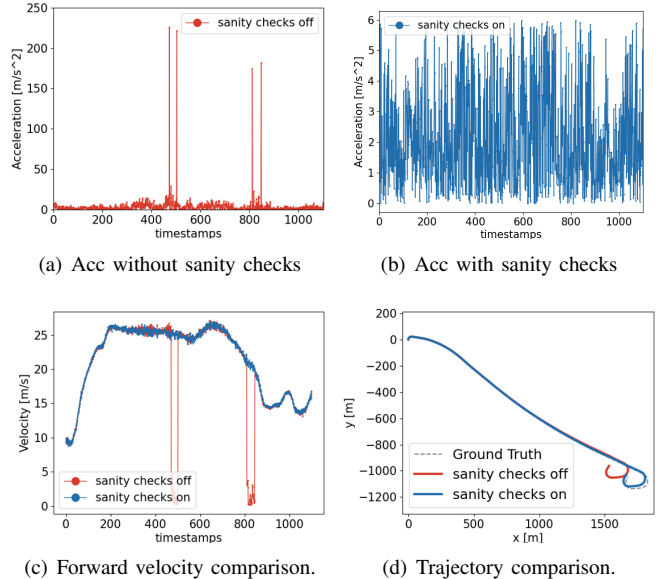 250
200
150
100
50
0
Acceleration [m/s^2]
sanity checks off
0 200 400 600 800 1000
timestamps
(a) Acc without sanity checks
6
5
4
3
2
1
0
Acceleration [m/s^2]
sanity checks on
0 200 400 600 800 1000
timestamps
(b) Acc with sanity checks
25
20
15
10
5
0
Velocity [m/s]
sanity checks off
sanity checks on
0 200 400 600 800 1000
timestamps
(c) Forward velocity comparison.
200
0
−200
−400
−600
−800
−1000
−1200
y [m]
Ground Truth
sanity checks off
sanity checks on
0 500 1000 1500
x [m]
(d) Trajectory comparison.